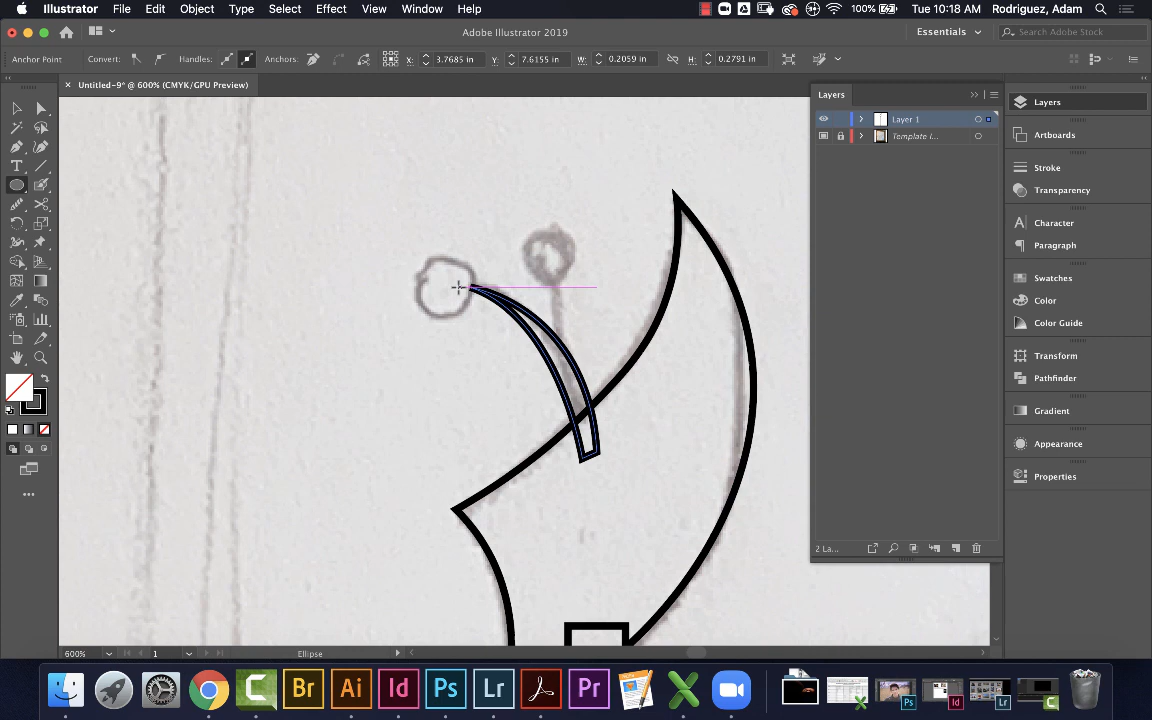 Illustrator File Edit Object Type Select Effect View Window Help 100% Tue 10:18 AM Rodriguez, Adam
Adobe Illustrator 2019 Essentials Search Adobe Stock
Anchor Point Convert: Handles: Anchors: X: 3.7685 in Y: 7.6155 in W: 0.2059 in H: 0.2791 in
× Untitled-9* @ 600% (CMYK/GPU Preview)
Layers
Layer 1
Template I...
2 La...
Layers
Artboards
Stroke
Transparency
Character
Paragraph
Swatches
Color
Color Guide
Transform
Pathfinder
Gradient
Appearance
Properties
600% 1 Ellipse
Br Ai Id Ps Lr Pr Ps Id Lr